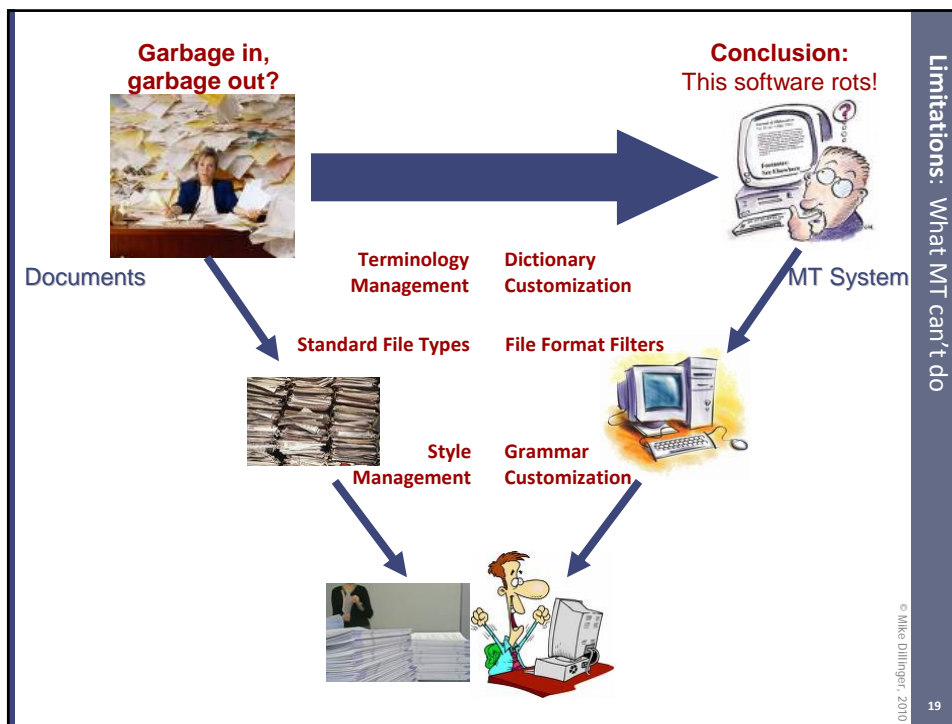 Garbage in,
garbage out?
Conclusion:
This software rots!
Documents
MT System
Terminology
Management
Dictionary
Customization
Standard File Types
File Format Filters
Style
Management
Grammar
Customization
Limitations: What MT can't do
© Mike Dillinger, 2010
19